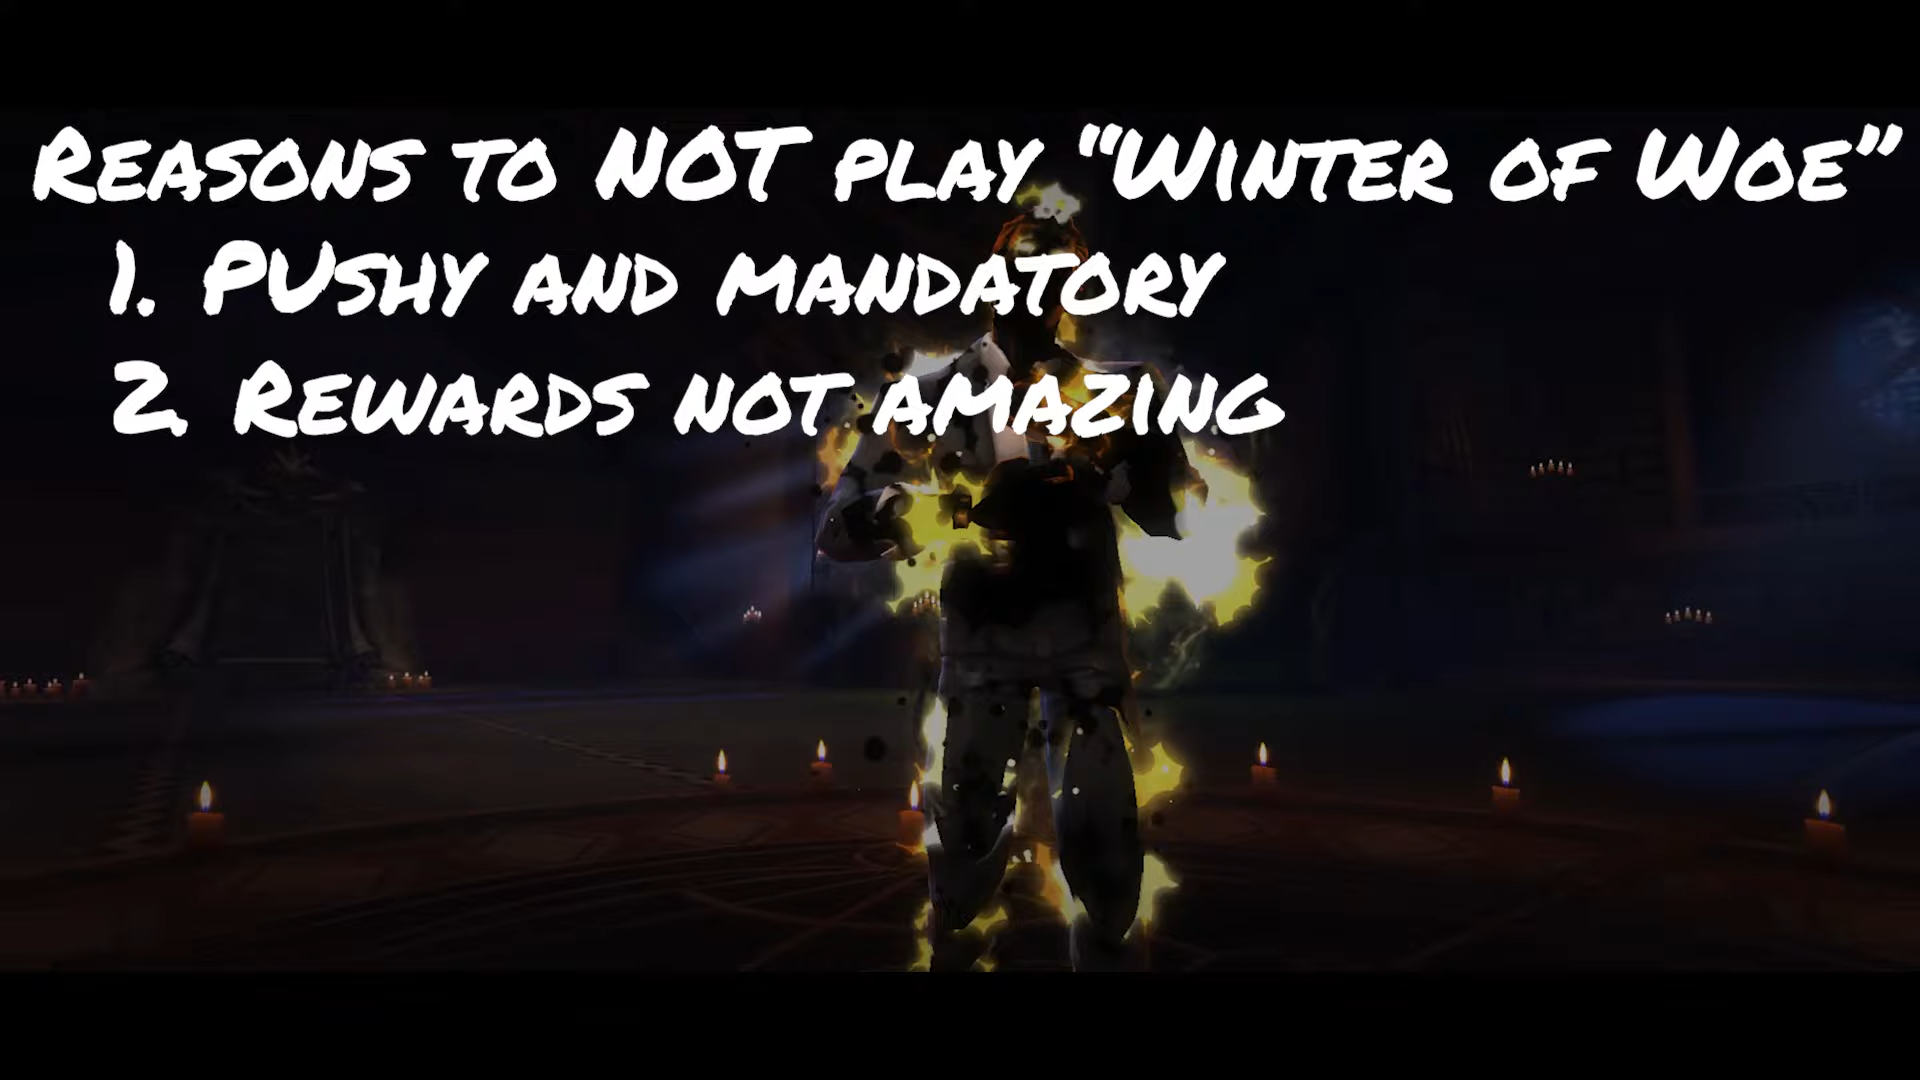 Reasons to NOT play “Winter of Woe”
1. Pushy and mandatory
2. Rewards not amazing